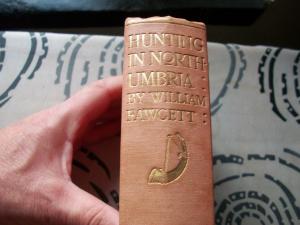 HUNTING
IN NORTH
UMBRIA
BY WILLIAM
FAWCETT